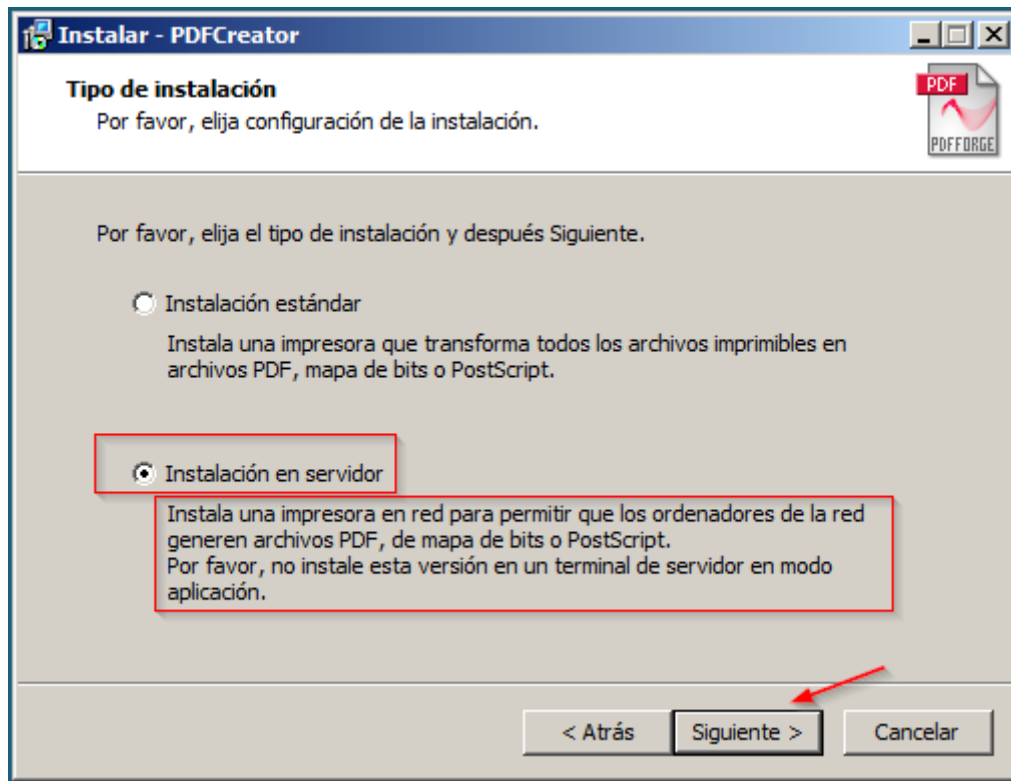 Instalar - PDFCreator
Tipo de instalación
Por favor, elija configuración de la instalación.
PDF
PDFFORGE
Por favor, elija el tipo de instalación y después Siguiente.
Instalación estándar
Instala una impresora que transforma todos los archivos imprimibles en
archivos PDF, mapa de bits o PostScript.
Instalación en servidor
Instala una impresora en red para permitir que los ordenadores de la red
generen archivos PDF, de mapa de bits o PostScript.
Por favor, no instale esta versión en un terminal de servidor en modo
aplicación.
< Atrás
Siguiente >
Cancelar